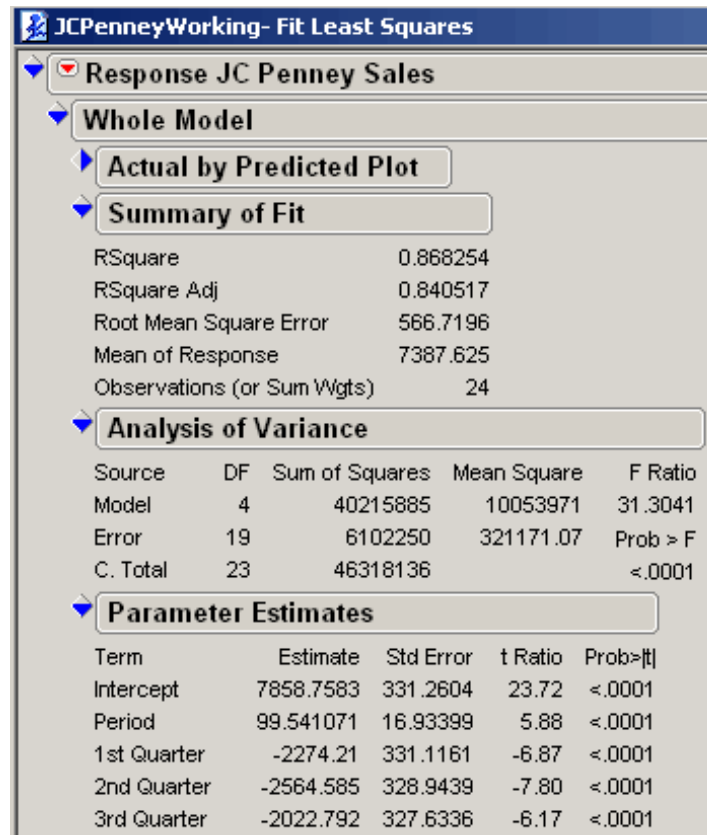 JCPenneyWorking- Fit Least Squares
Response JC Penney Sales
Whole Model
Actual by Predicted Plot
Summary of Fit
RSquare 0.868254
RSquare Adj 0.840517
Root Mean Square Error 566.7196
Mean of Response 7387.625
Observations (or Sum Wgts) 24
Analysis of Variance
Source DF Sum of Squares Mean Square F Ratio
Model 4 40215885 10053971 31.3041
Error 19 6102250 321171.07 Prob > F
C. Total 23 46318136 <.0001
Parameter Estimates
Term Estimate Std Error t Ratio Prob>|t|
Intercept 7858.7583 331.2604 23.72 <.0001
Period 99.541071 16.93399 5.88 <.0001
1st Quarter -2274.21 331.1161 -6.87 <.0001
2nd Quarter -2564.585 328.9439 -7.80 <.0001
3rd Quarter -2022.792 327.6336 -6.17 <.0001